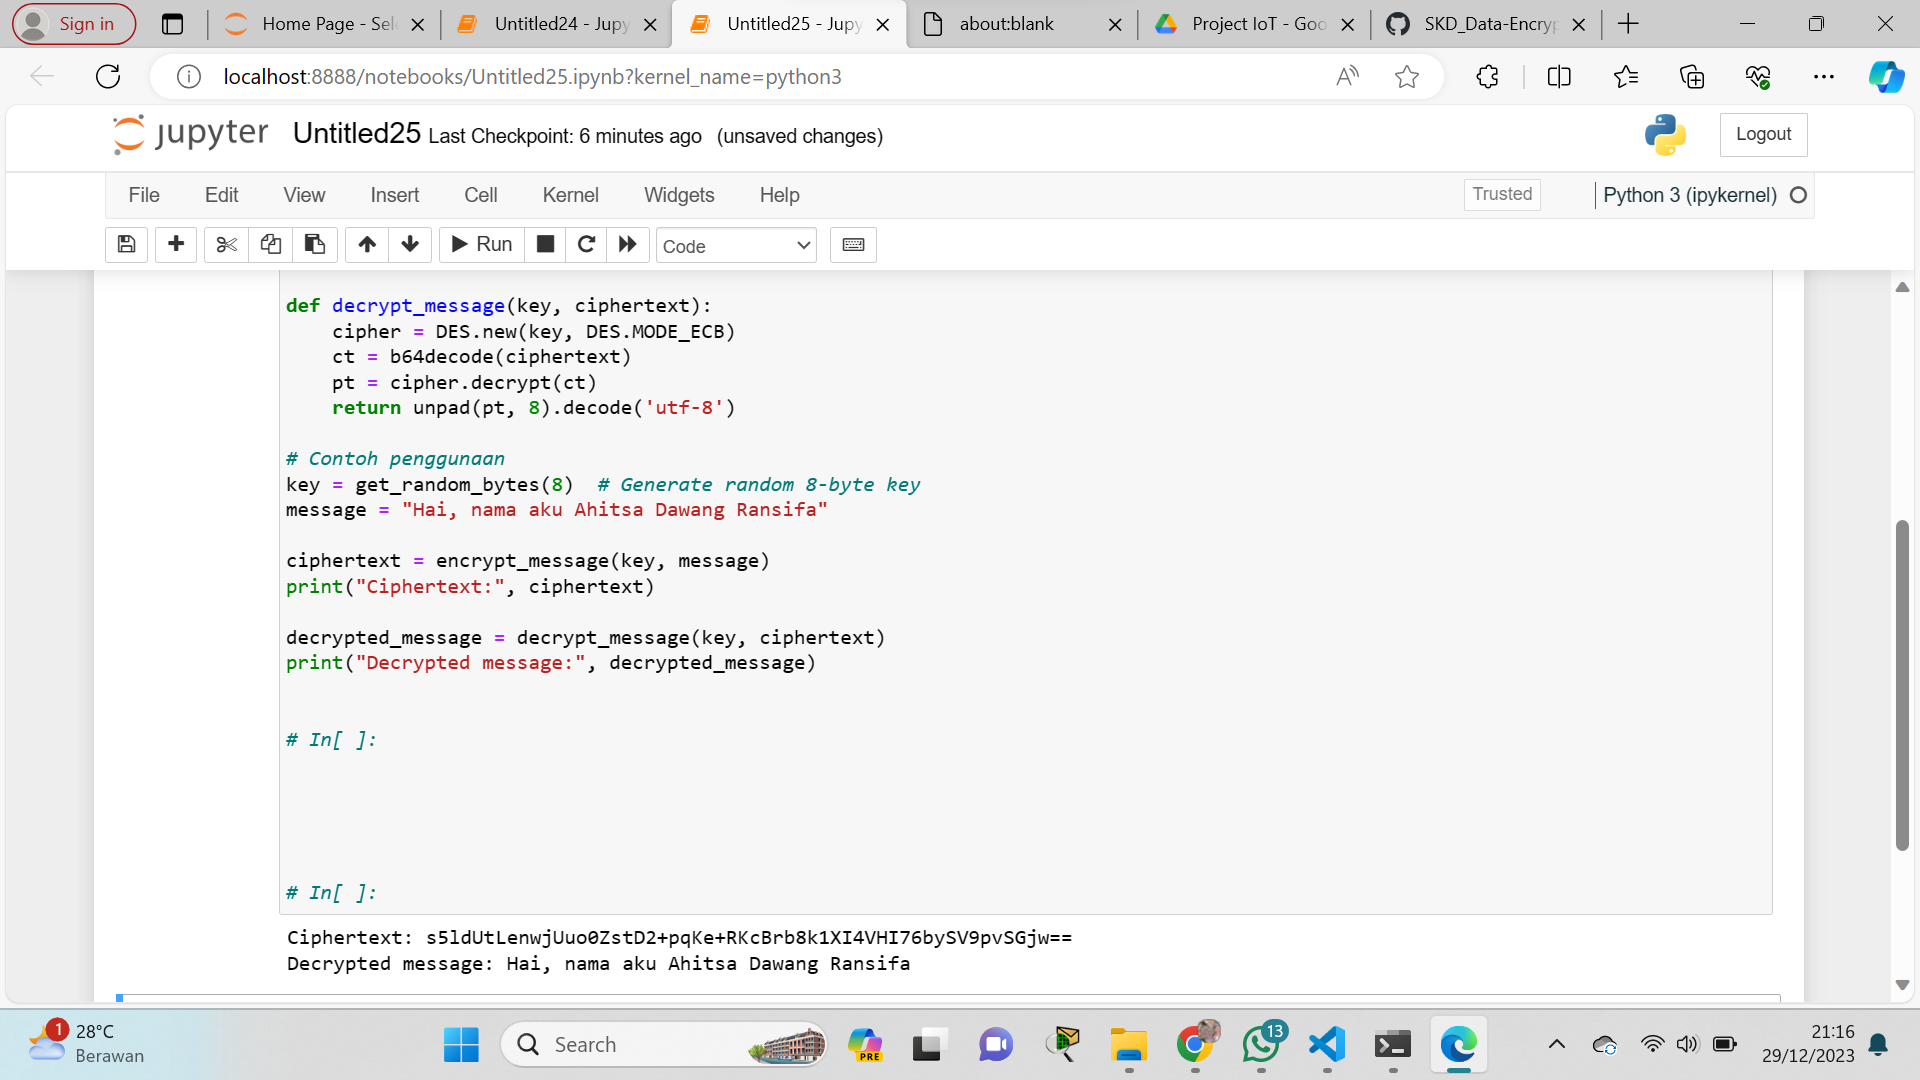 Sign in
Home Page - Sel
Untitled24 - Jupy
Untitled25 - Jupy
about:blank
Project IoT - Goo
SKD_Data-Encryp
localhost:8888/notebooks/Untitled25.ipynb?kernel_name=python3
jupyter Untitled25 Last Checkpoint: 6 minutes ago (unsaved changes)
Logout
File Edit View Insert Cell Kernel Widgets Help
Trusted
Python 3 (ipykernel)
Run
Code
def decrypt_message(key, ciphertext):
    cipher = DES.new(key, DES.MODE_ECB)
    ct = b64decode(ciphertext)
    pt = cipher.decrypt(ct)
    return unpad(pt, 8).decode('utf-8')
# Contoh penggunaan
key = get_random_bytes(8)  # Generate random 8-byte key
message = "Hai, nama aku Ahitsa Dawang Ransifa"
ciphertext = encrypt_message(key, message)
print("Ciphertext:", ciphertext)
decrypted_message = decrypt_message(key, ciphertext)
print("Decrypted message:", decrypted_message)
# In[ ]:
# In[ ]:
Ciphertext: s5ldUtLenwjUuo0ZstD2+pqKe+RKcBrb8k1XI4VHI76bySV9pvSGjw==
Decrypted message: Hai, nama aku Ahitsa Dawang Ransifa
1
28°C
Berawan
Search
PRE
13
21:16
29/12/2023